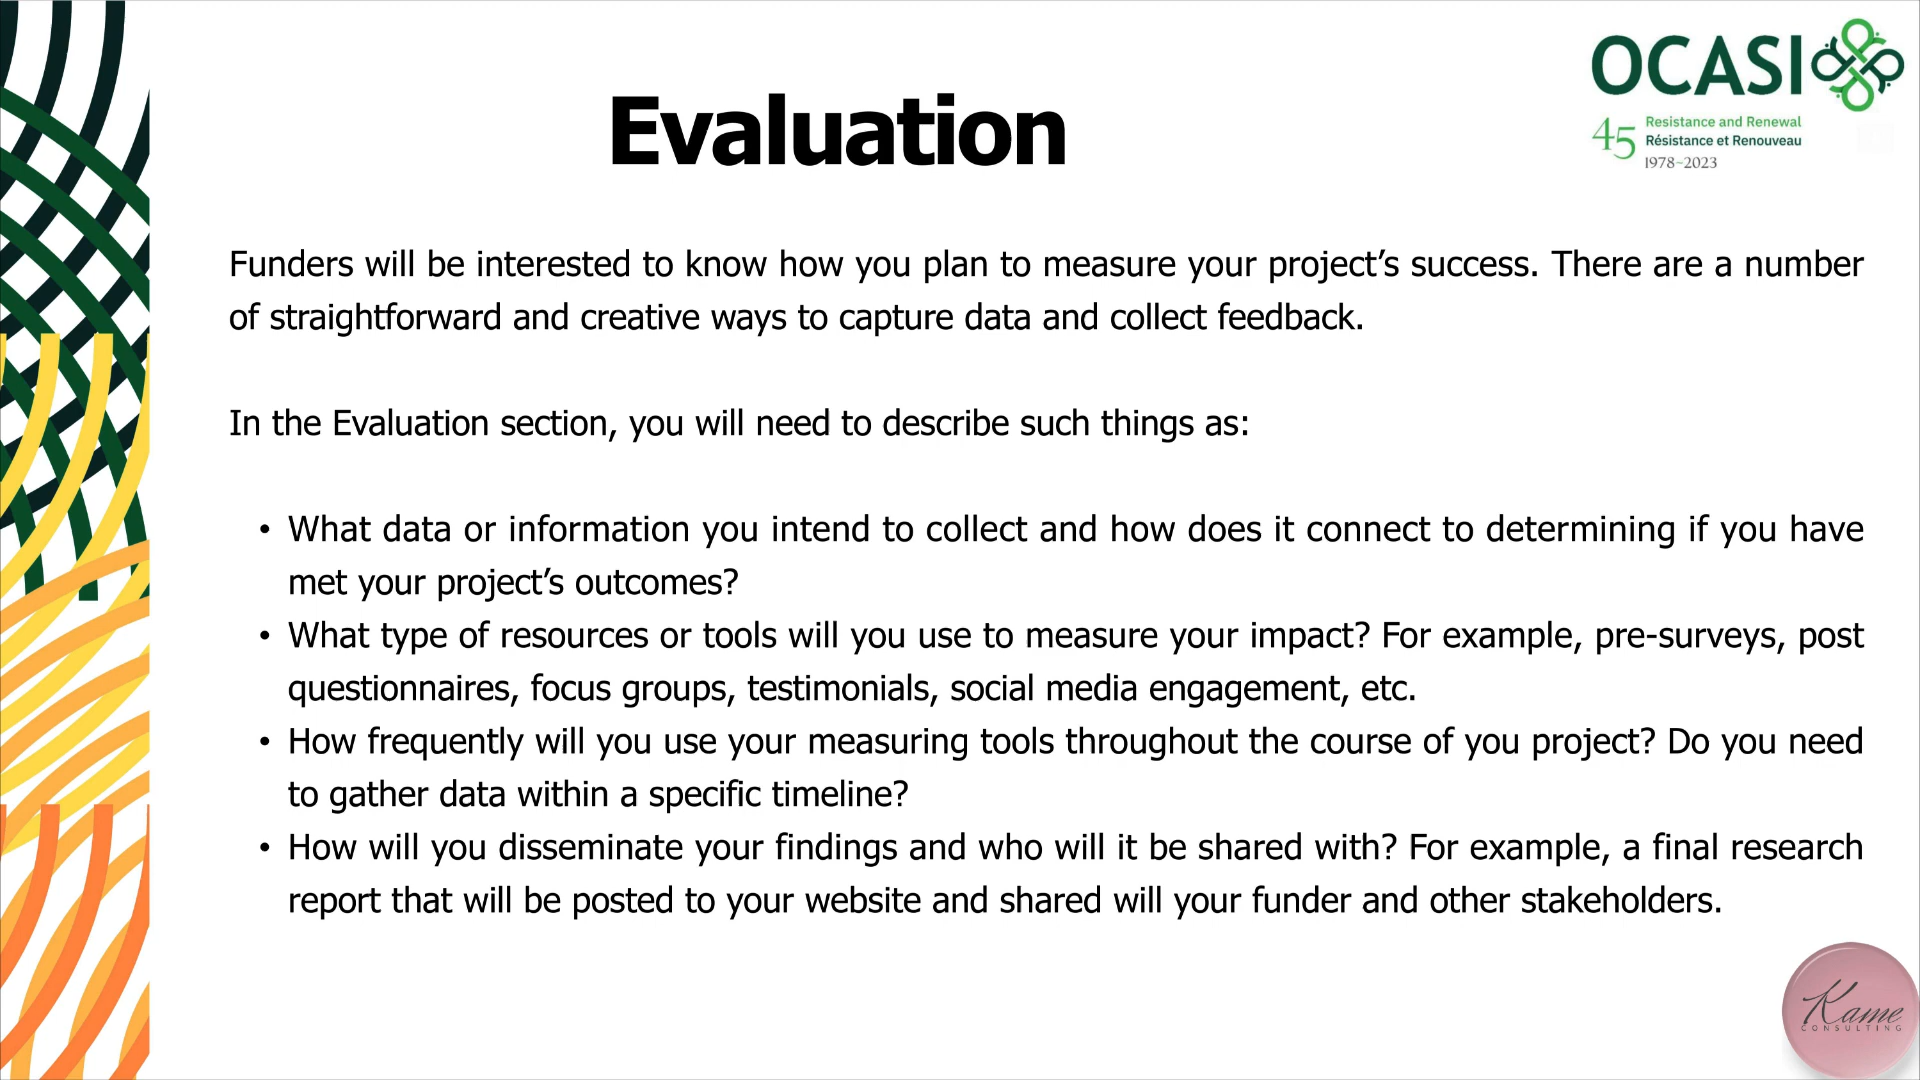 OCASI
45 Resistance and Renewal
Résistance et Renouveau
1978-2023
Evaluation
Funders will be interested to know how you plan to measure your project’s success. There are a number
of straightforward and creative ways to capture data and collect feedback.
In the Evaluation section, you will need to describe such things as:
• What data or information you intend to collect and how does it connect to determining if you have
met your project’s outcomes?
• What type of resources or tools will you use to measure your impact? For example, pre-surveys, post
questionnaires, focus groups, testimonials, social media engagement, etc.
• How frequently will you use your measuring tools throughout the course of you project? Do you need
to gather data within a specific timeline?
• How will you disseminate your findings and who will it be shared with? For example, a final research
report that will be posted to your website and shared will your funder and other stakeholders.
Kame
CONSULTING